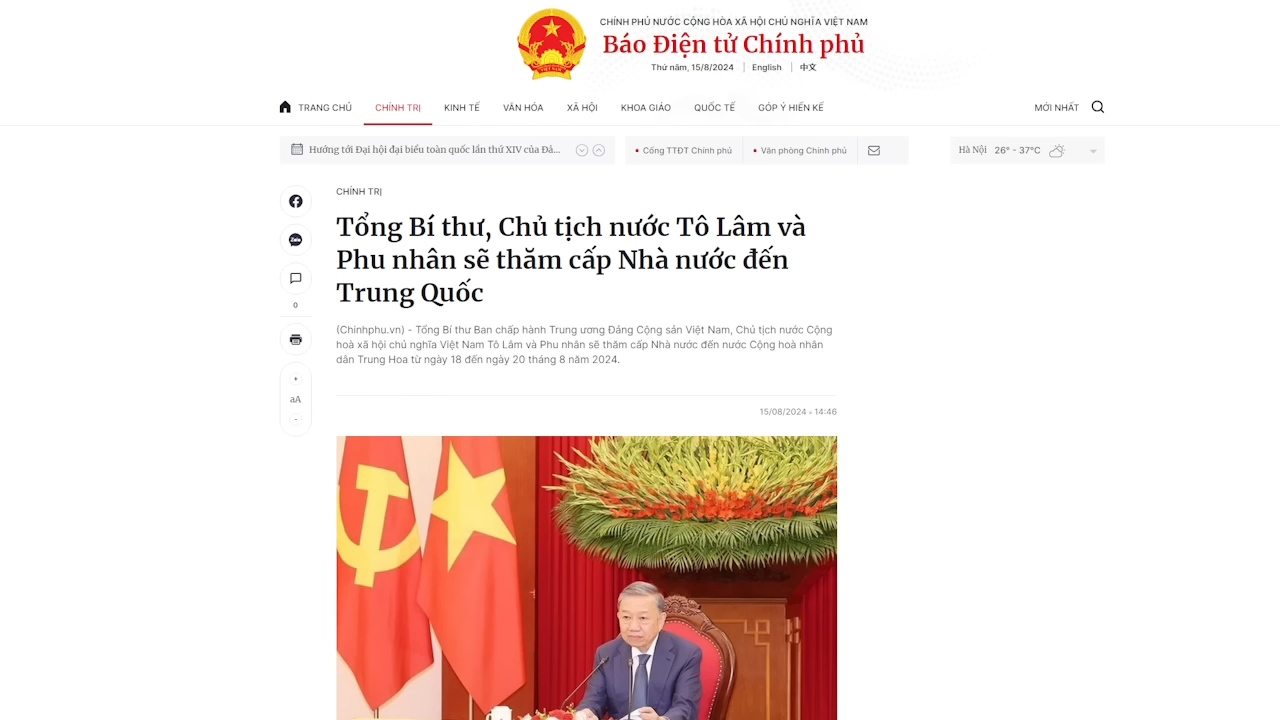 CHÍNH PHỦ NƯỚC CỘNG HÒA XÃ HỘI CHỦ NGHĨA VIỆT NAM
Báo Điện tử Chính phủ
Thứ năm, 15/8/2024 | English | 中文
TRANG CHỦ CHÍNH TRỊ KINH TẾ VĂN HÓA XÃ HỘI KHOA GIÁO QUỐC TẾ GÓP Ý HIẾN KẾ MỚI NHẤT
Hướng tới Đại hội đại biểu toàn quốc lần thứ XIV của Đả... Cổng TTĐT Chính phủ Văn phòng Chính phủ Hà Nội 26° - 37°C
CHÍNH TRỊ
Tổng Bí thư, Chủ tịch nước Tô Lâm và
Phu nhân sẽ thăm cấp Nhà nước đến
Trung Quốc
Zalo
0
(Chinhphu.vn) - Tổng Bí thư Ban chấp hành Trung ương Đảng Cộng sản Việt Nam, Chủ tịch nước Cộng
hoà xã hội chủ nghĩa Việt Nam Tô Lâm và Phu nhân sẽ thăm cấp Nhà nước đến nước Cộng hoà nhân
dân Trung Hoa từ ngày 18 đến ngày 20 tháng 8 năm 2024.
+
aA
-
15/08/2024 - 14:46